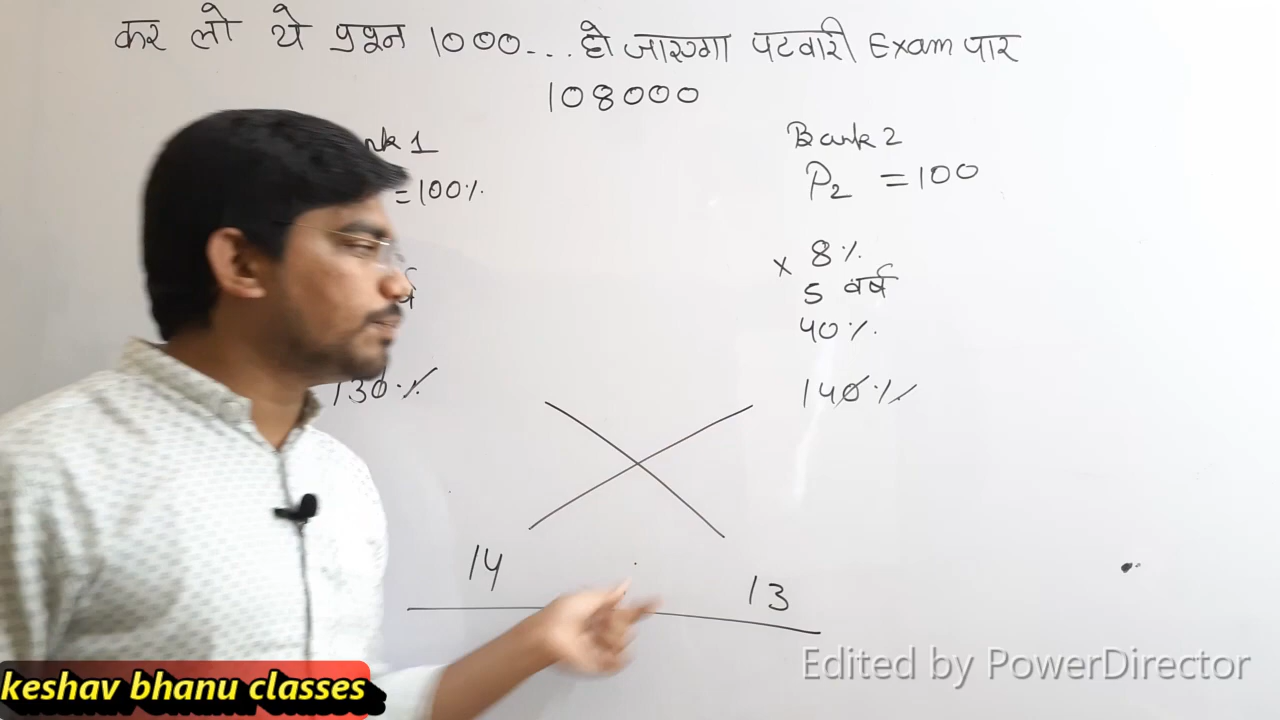 कर लो ये प्रश्न 1000... हो जाएगा पटवारी Exam पार
108000
1
Bank 2
=100%
P2 =100
x 8%
5 वर्ष
40%
130%
140%
14
13
Edited by PowerDirector
keshav bhanu classes